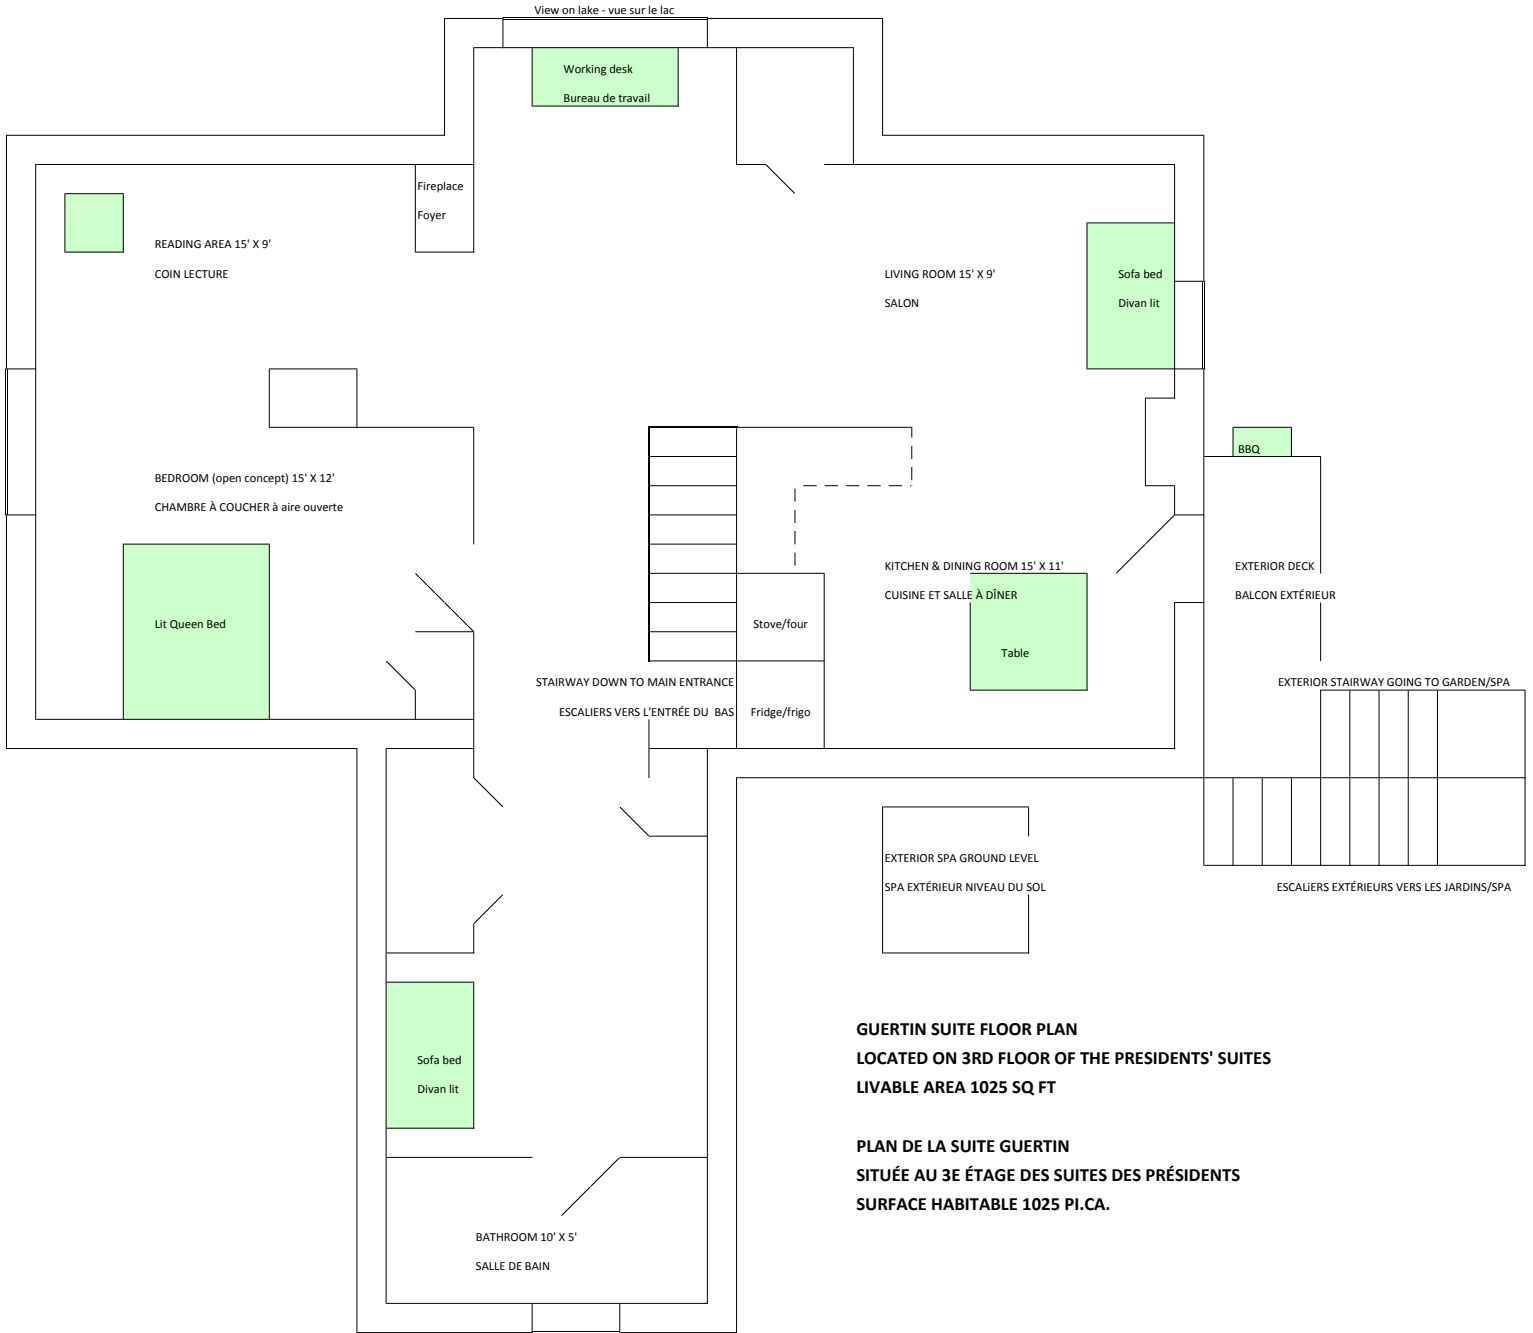 View on lake - vue sur le lac
Working desk
Bureau de travail
Fireplace
Foyer
READING AREA 15' X 9'
COIN LECTURE
LIVING ROOM 15' X 9'
SALON
Sofa bed
Divan lit
BBQ
BEDROOM (open concept) 15' X 12'
CHAMBRE À COUCHER à aire ouverte
KITCHEN & DINING ROOM 15' X 11'
CUISINE ET SALLE À DÎNER
EXTERIOR DECK
BALCON EXTÉRIEUR
Lit Queen Bed
Stove/four
Table
STAIRWAY DOWN TO MAIN ENTRANCE
ESCALIERS VERS L'ENTRÉE DU BAS
Fridge/frigo
EXTERIOR STAIRWAY GOING TO GARDEN/SPA
EXTERIOR SPA GROUND LEVEL
SPA EXTÉRIEUR NIVEAU DU SOL
ESCALiERS EXTÉRIEURS VERS LES JARDINS/SPA
Sofa bed
Divan lit
GUERTIN SUITE FLOOR PLAN
LOCATED ON 3RD FLOOR OF THE PRESIDENTS' SUITES
LIVABLE AREA 1025 SQ FT
PLAN DE LA SUITE GUERTIN
SITUÉE AU 3E ÉTAGE DES SUITES DES PRÉSIDENTS
SURFACE HABITABLE 1025 PI.CA.
BATHROOM 10' X 5'
SALLE DE BAIN